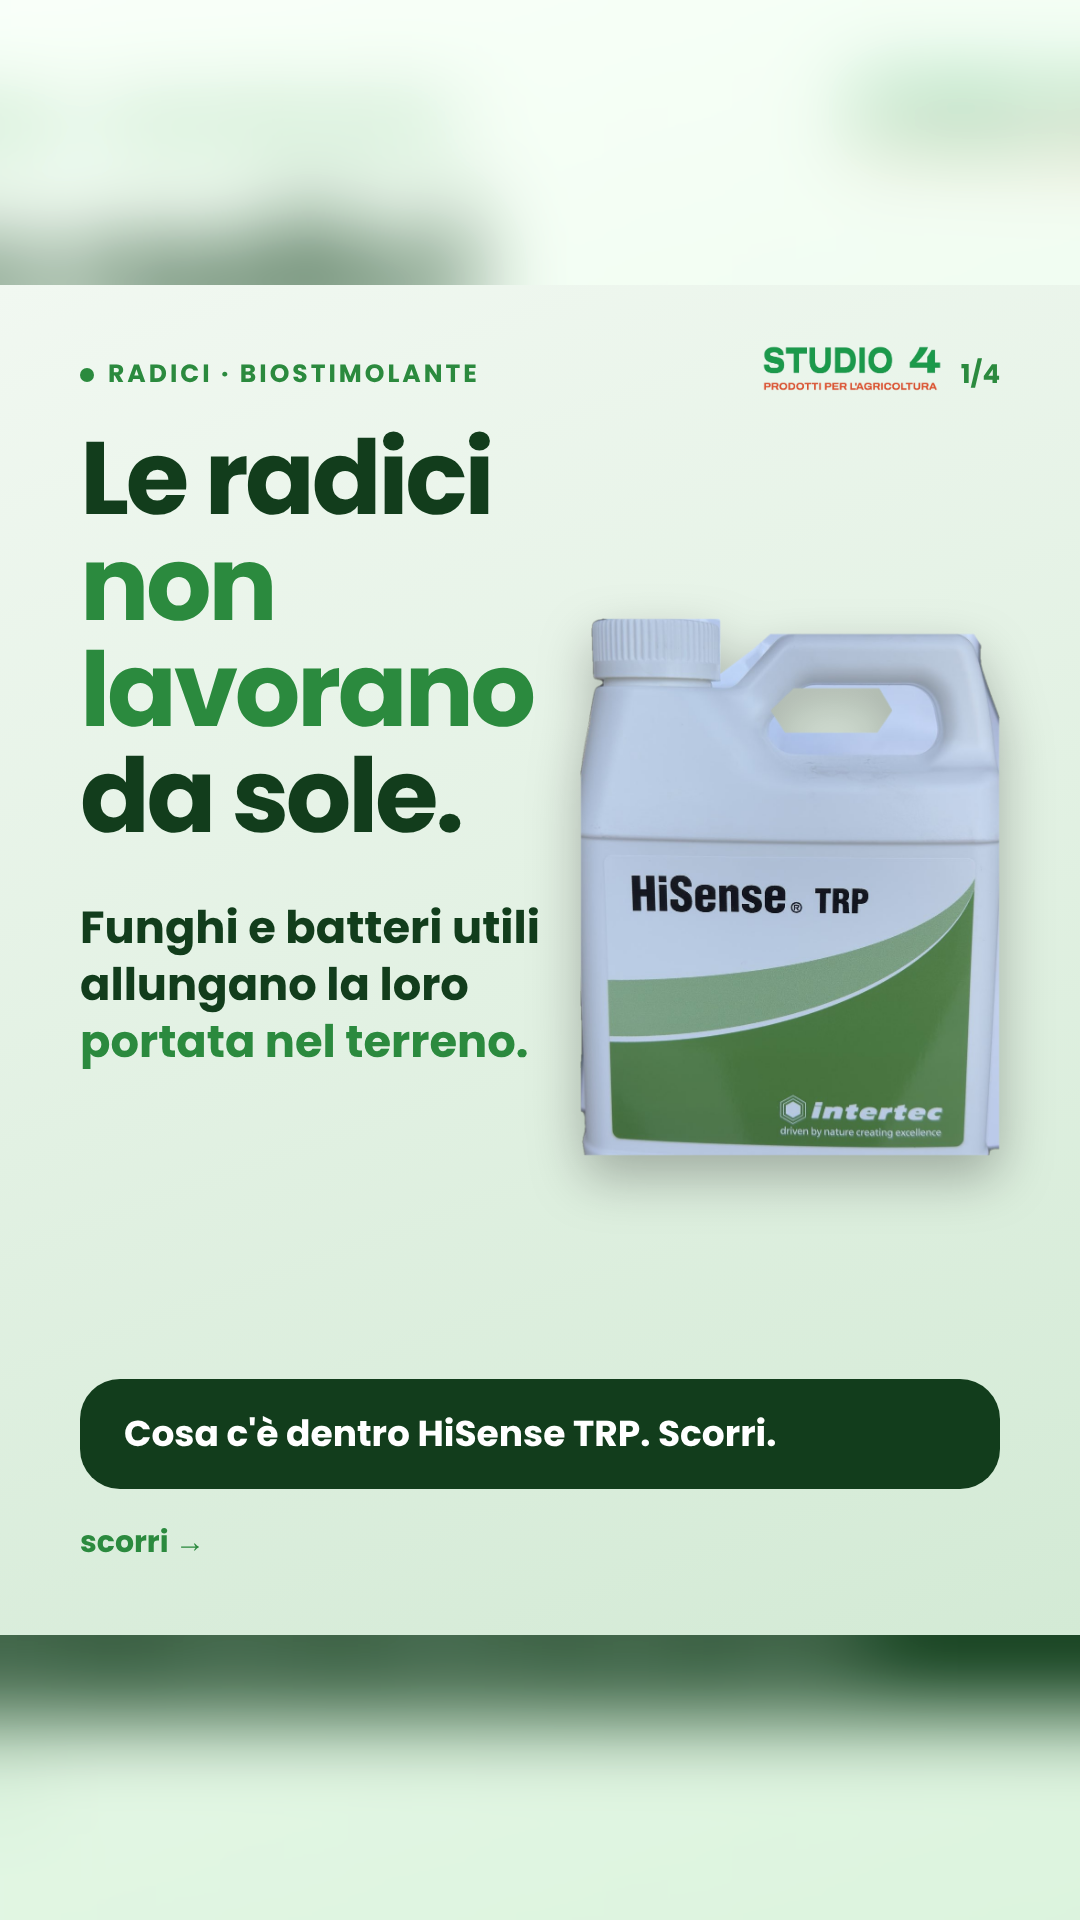 RADICI · BIOSTIMOLANTE
STUDIO 4
PRODOTTI PER L'AGRICOLTURA
1/4
Le radici
non
lavorano
da sole.
Funghi e batteri utili
allungano la loro
portata nel terreno.
HiSense® TRP
intertec
driven by nature creating excellence
Cosa c'è dentro HiSense TRP. Scorri.
scorri →